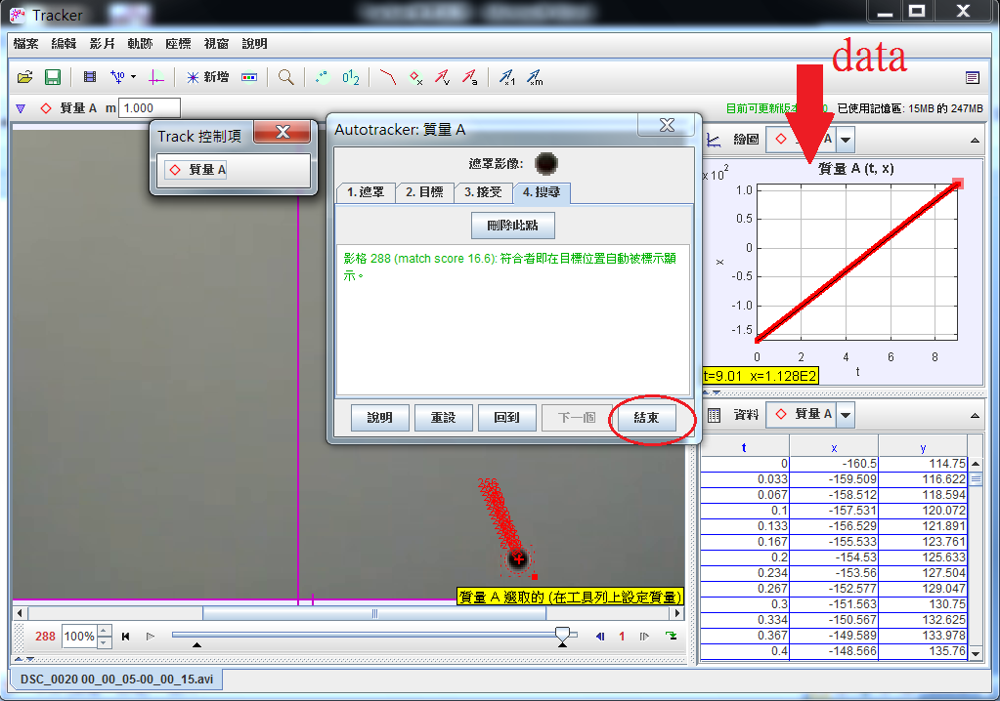 Tracker
檔案 編輯 影片 軌跡 座標 視窗 說明
新增
質量 A m 1.000
目前可更新版本
已使用記憶區: 15MB 的 247MB
data
Track 控制項
質量 A
Autotracker: 質量 A
遮罩影像:
1. 遮罩 2. 目標 3. 接受 4. 搜尋
刪除此點
影格 288 (match score 16.6): 符合者即在目標位置自動被標示顯
示。
說明 重設 回到 下一個 結束
繪圖 A
x10²
質量 A (t, x)
1.0
0.5
0
-0.5
-1.0
-1.5
x
0 2 4 6 8
t
t=9.01 x=1.128E2
資料 質量 A
t x y
0 -160.5 114.75
0.033 -159.509 116.622
0.067 -158.512 118.594
0.1 -157.531 120.072
0.133 -156.529 121.891
0.167 -155.533 123.761
0.2 -154.53 125.633
0.234 -153.56 127.504
0.267 -152.577 129.047
0.3 -151.563 130.75
0.334 -150.567 132.625
0.367 -149.589 133.978
0.4 -148.566 135.76
質量 A 選取的 (在工具列上設定質量)
288 100% 1
DSC_0020 00_00_05-00_00_15.avi